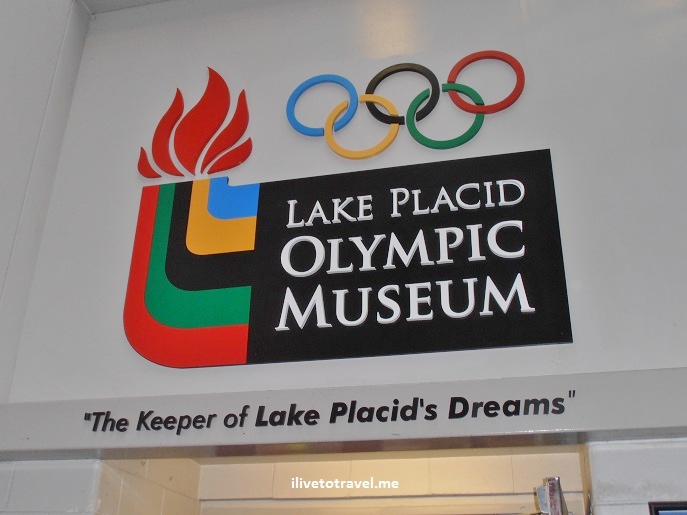 LAKE PLACID
OLYMPIC
MUSEUM
"The Keeper of Lake Placid's Dreams"
ilivetotravel.me